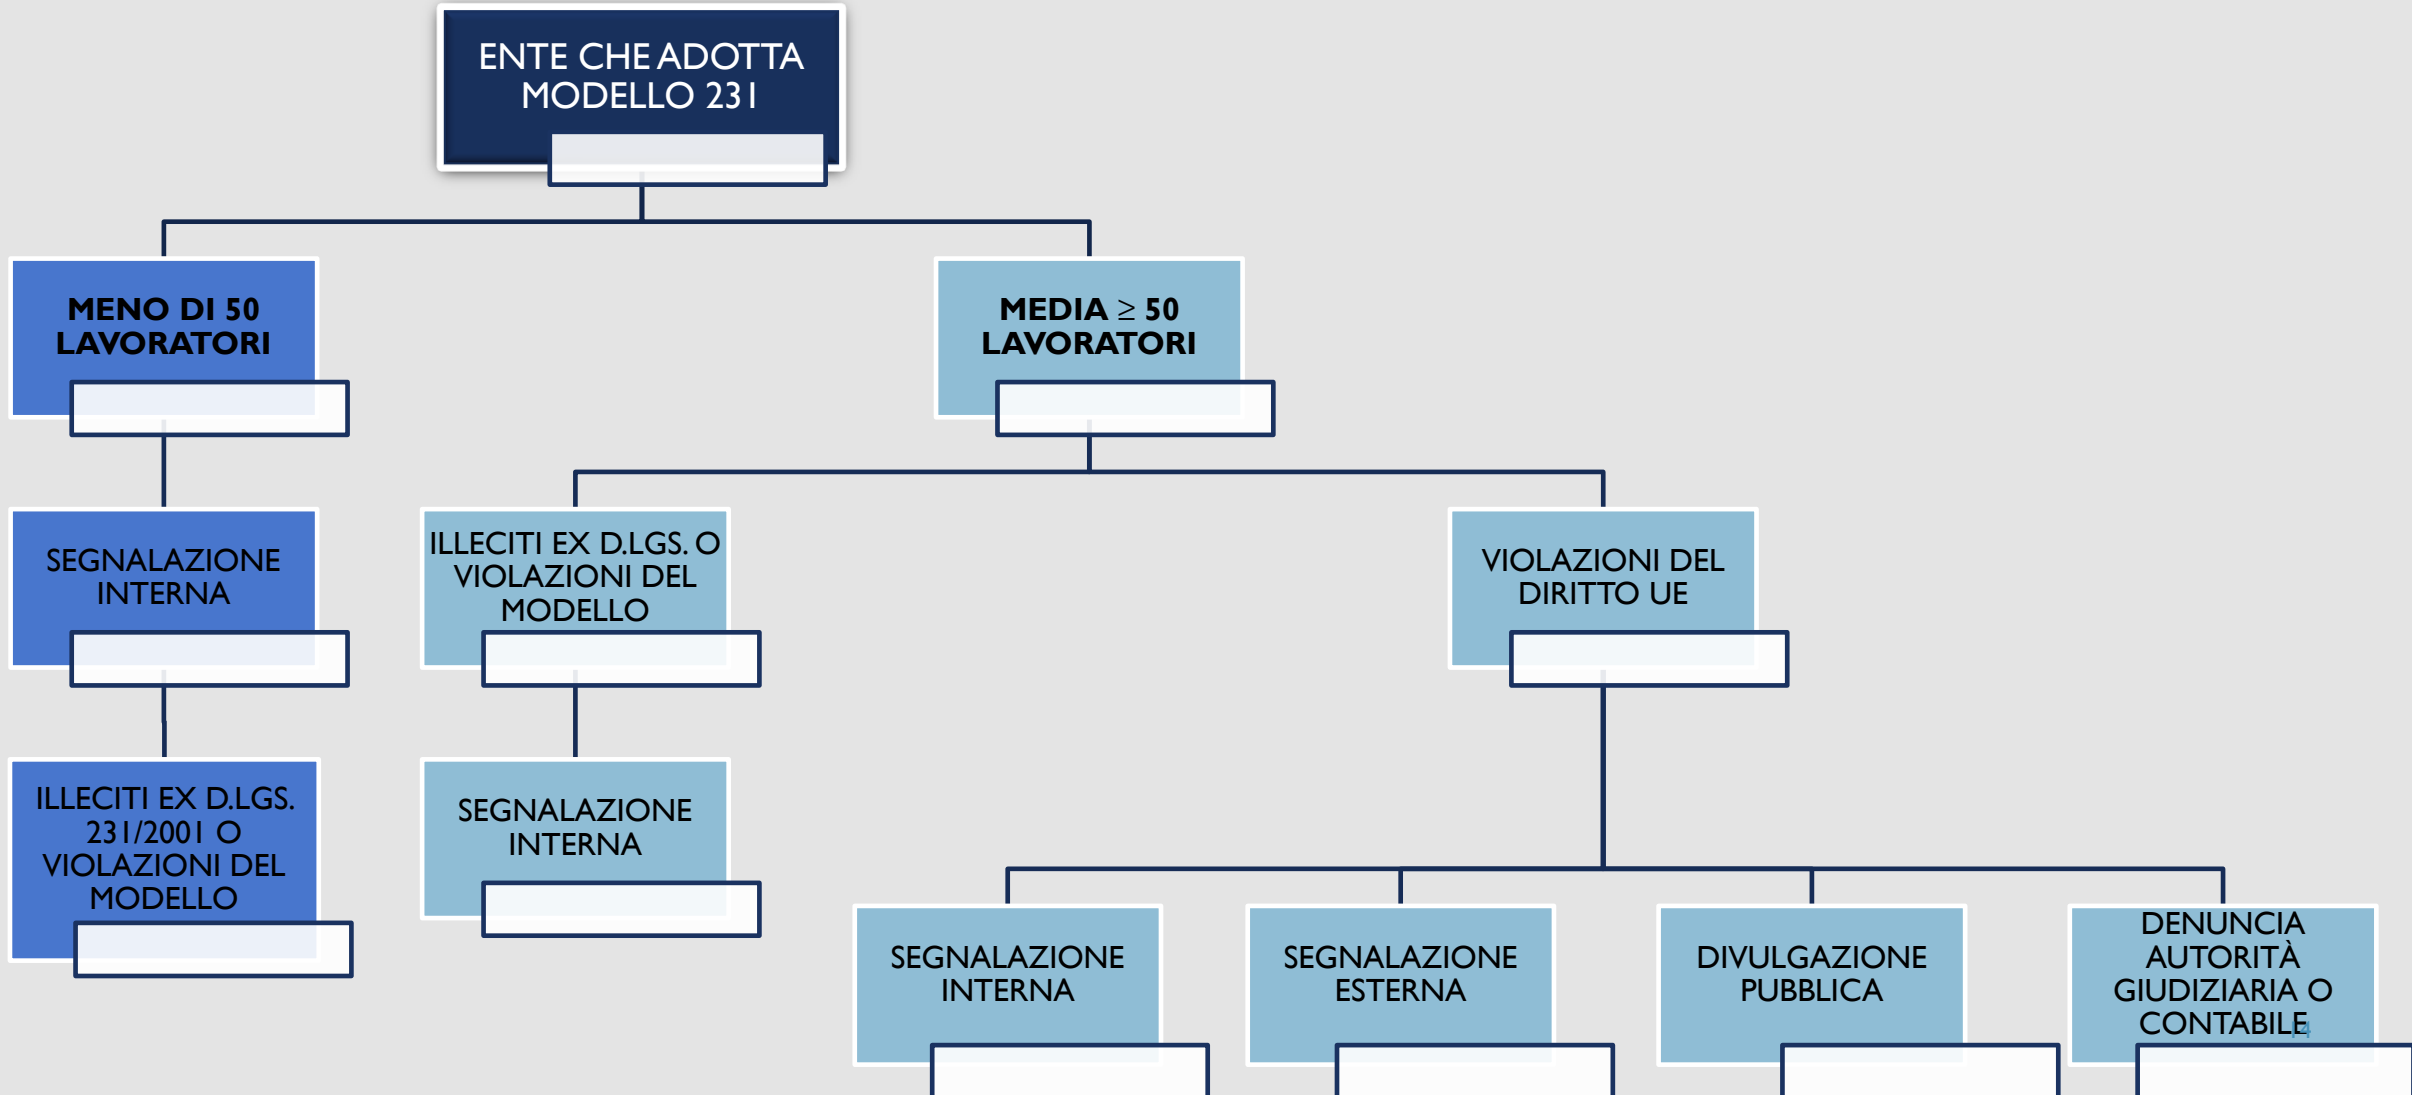 ENTE CHE ADOTTA
MODELLO 231
MENO DI 50
LAVORATORI
MEDIA ≥ 50
LAVORATORI
SEGNALAZIONE
INTERNA
ILLECITI EX D.LGS. O
VIOLAZIONI DEL
MODELLO
VIOLAZIONI DEL
DIRITTO UE
ILLECITI EX D.LGS.
231/2001 O
VIOLAZIONI DEL
MODELLO
SEGNALAZIONE
INTERNA
SEGNALAZIONE
INTERNA
SEGNALAZIONE
ESTERNA
DIVULGAZIONE
PUBBLICA
DENUNCIA
AUTORITÀ
GIUDIZIARIA O
CONTABILE
14